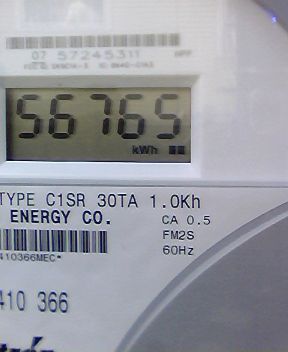 07 57245311
56765
kWh
TYPE C1SR 30TA 1.0Kh
ENERGY CO. CA 0.5
FM2S
410366MEC*
60Hz
410 366